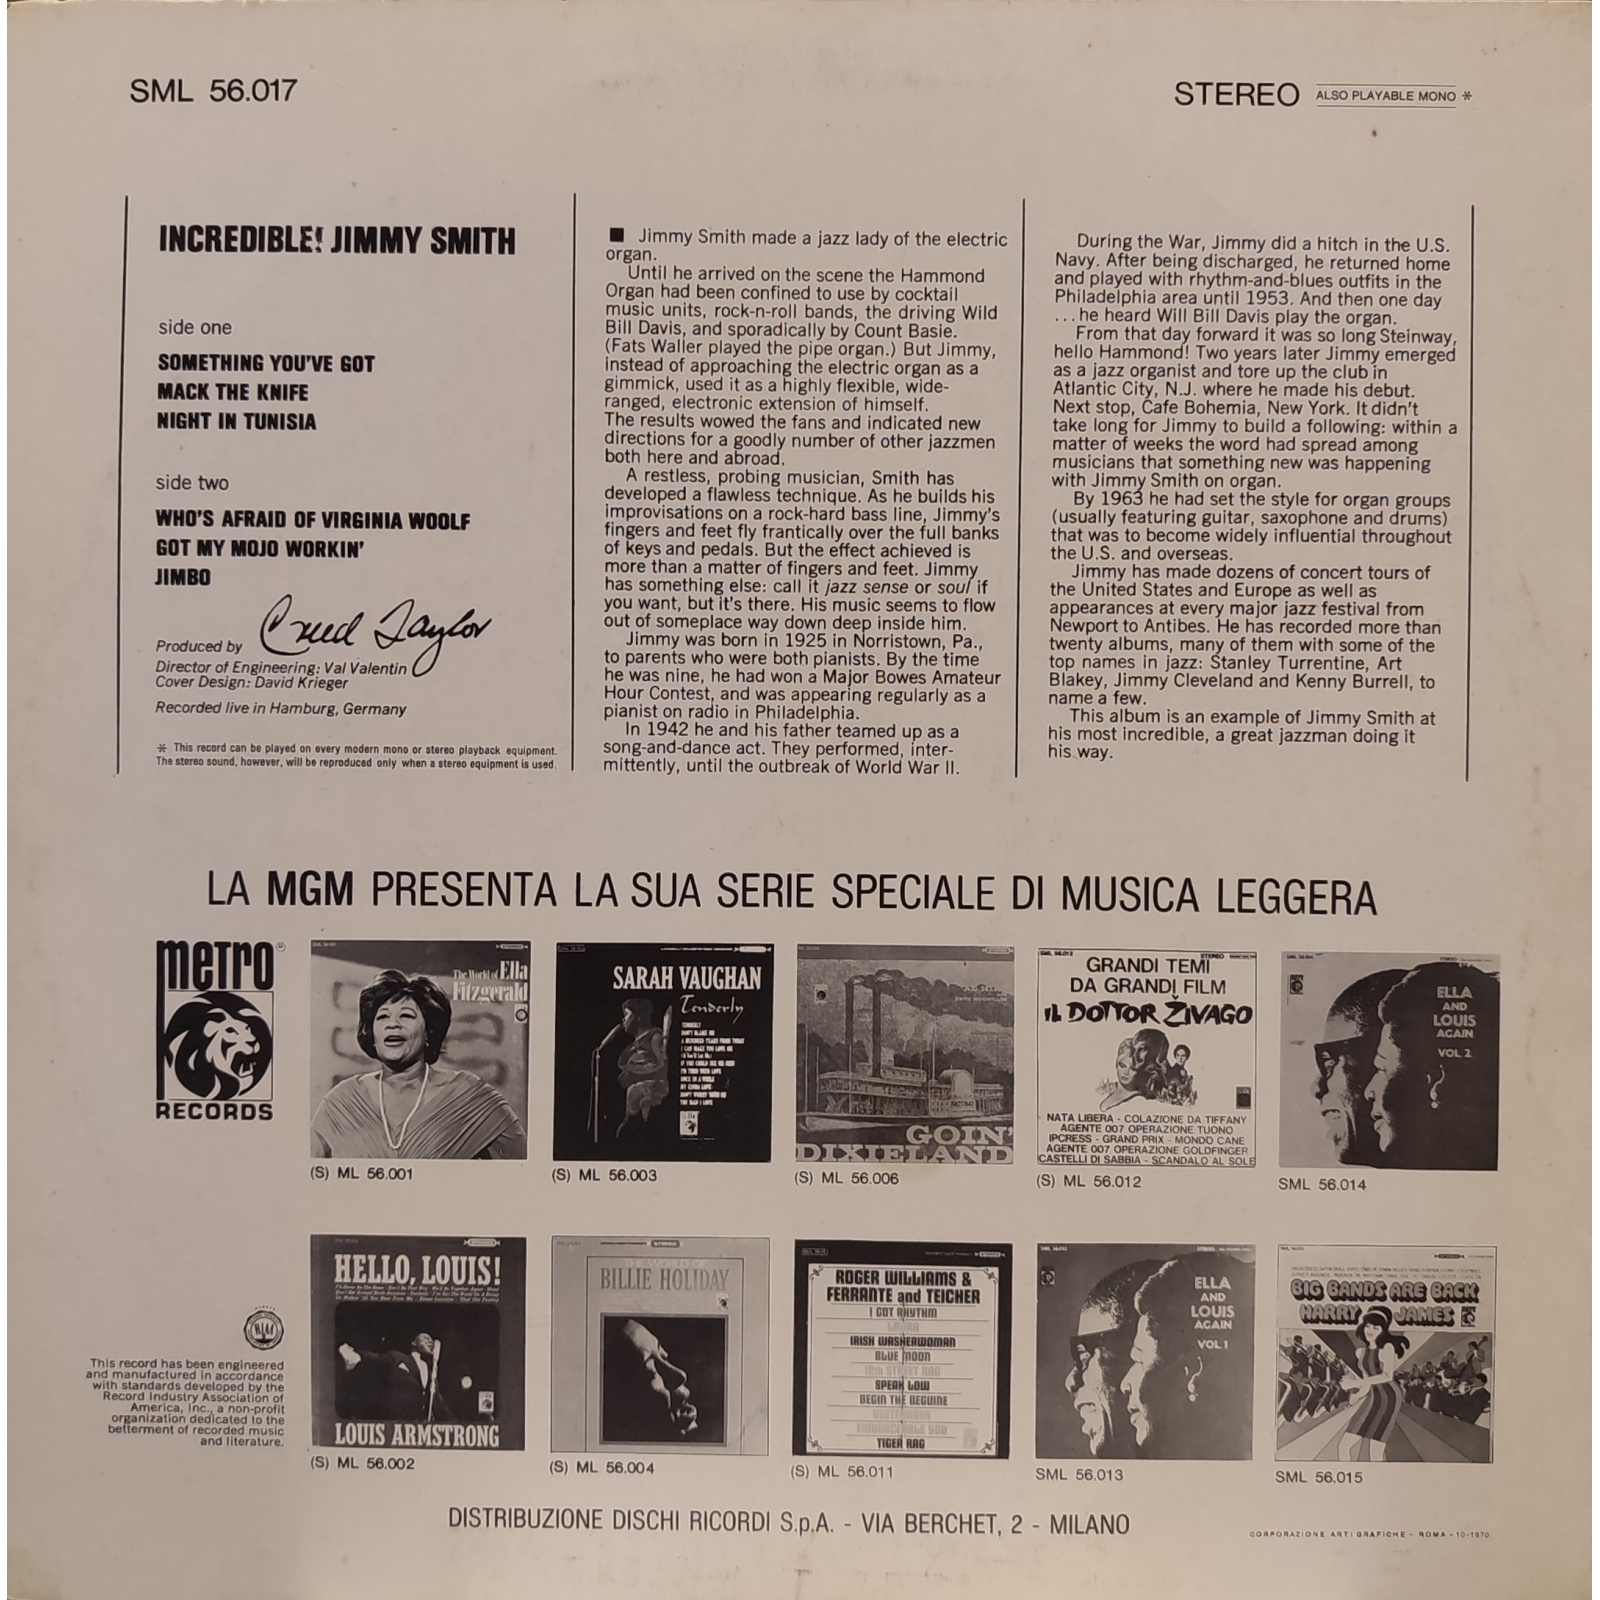 SML 56.017
STEREO ALSO PLAYABLE MONO *
INCREDIBLE! JIMMY SMITH
side one
SOMETHING YOU'VE GOT
MACK THE KNIFE
NIGHT IN TUNISIA
side two
WHO'S AFRAID OF VIRGINIA WOOLF
GOT MY MOJO WORKIN'
JIMBO
Produced by Creed Taylor
Director of Engineering: Val Valentin
Cover Design: David Krieger
Recorded live in Hamburg, Germany
* This record can be played on every modern mono or stereo playback equipment.
The stereo sound, however, will be reproduced only when a stereo equipment is used.
■ Jimmy Smith made a jazz lady of the electric
organ.
Until he arrived on the scene the Hammond
Organ had been confined to use by cocktail
music units, rock-n-roll bands, the driving Wild
Bill Davis, and sporadically by Count Basie.
(Fats Waller played the pipe organ.) But Jimmy,
instead of approaching the electric organ as a
gimmick, used it as a highly flexible, wide-
ranged, electronic extension of himself.
The results wowed the fans and indicated new
directions for a goodly number of other jazzmen
both here and abroad.
A restless, probing musician, Smith has
developed a flawless technique. As he builds his
improvisations on a rock-hard bass line, Jimmy's
fingers and feet fly frantically over the full banks
of keys and pedals. But the effect achieved is
more than a matter of fingers and feet. Jimmy
has something else: call it jazz sense or soul if
you want, but it's there. His music seems to flow
out of someplace way down deep inside him.
Jimmy was born in 1925 in Norristown, Pa.,
to parents who were both pianists. By the time
he was nine, he had won a Major Bowes Amateur
Hour Contest, and was appearing regularly as a
pianist on radio in Philadelphia.
In 1942 he and his father teamed up as a
song-and-dance act. They performed, inter-
mittently, until the outbreak of World War II.
During the War, Jimmy did a hitch in the U.S.
Navy. After being discharged, he returned home
and played with rhythm-and-blues outfits in the
Philadelphia area until 1953. And then one day
...he heard Will Bill Davis play the organ.
From that day forward it was so long Steinway,
hello Hammond! Two years later Jimmy emerged
as a jazz organist and tore up the club in
Atlantic City, N.J. where he made his debut.
Next stop, Cafe Bohemia, New York. It didn't
take long for Jimmy to build a following: within a
matter of weeks the word had spread among
musicians that something new was happening
with Jimmy Smith on organ.
By 1963 he had set the style for organ groups
(usually featuring guitar, saxophone and drums)
that was to become widely influential throughout
the U.S. and overseas.
Jimmy has made dozens of concert tours of
the United States and Europe as well as
appearances at every major jazz festival from
Newport to Antibes. He has recorded more than
twenty albums, many of them with some of the
top names in jazz: Stanley Turrentine, Art
Blakey, Jimmy Cleveland and Kenny Burrell, to
name a few.
This album is an example of Jimmy Smith at
his most incredible, a great jazzman doing it
his way.
LA MGM PRESENTA LA SUA SERIE SPECIALE DI MUSICA LEGGERA
METRO ®
RECORDS
The World of Ella
Fitzgerald
(S) ML 56.001
SARAH VAUGHAN
Tenderly
(S) ML 56.003
GOIN'
DIXIELAND
(S) ML 56.006
SML 56.012 STEREO
GRANDI TEMI
DA GRANDI FILM
IL DOTTOR ŽIVAGO
NATA LIBERA - COLAZIONE DA TIFFANY
AGENTE 007 OPERAZIONE TUONO
IPCRESS - GRAND PRIX - MONDO CANE
AGENTE 007 OPERAZIONE GOLDFINGER
CASTELLI DI SABBIA - SCANDALO AL SOLE
(S) ML 56.012
ELLA
AND
LOUIS
AGAIN
VOL 2
SML 56.014
HELLO, LOUIS!
LOUIS ARMSTRONG
(S) ML 56.002
BILLIE HOLIDAY
(S) ML 56.004
ROGER WILLIAMS &
FERRANTE and TEICHER
I GOT RHYTHM
LAURA
IRISH WASHERWOMAN
BLUE MOON
12th STREET RAG
SPEAK LOW
BEGIN THE BEGUINE
YESTERDAYS
EMBRACEABLE YOU
TIGER RAG
(S) ML 56.011
ELLA
AND
LOUIS
AGAIN
VOL 1
SML 56.013
BIG BANDS ARE BACK
HARRY JAMES
SML 56.015
This record has been engineered
and manufactured in accordance
with standards developed by the
Record Industry Association of
America, Inc., a non-profit
organization dedicated to the
betterment of recorded music
and literature.
DISTRIBUZIONE DISCHI RICORDI S.p.A. - VIA BERCHET, 2 - MILANO
CORPORAZIONE ARTI GRAFICHE - ROMA - 10-1970